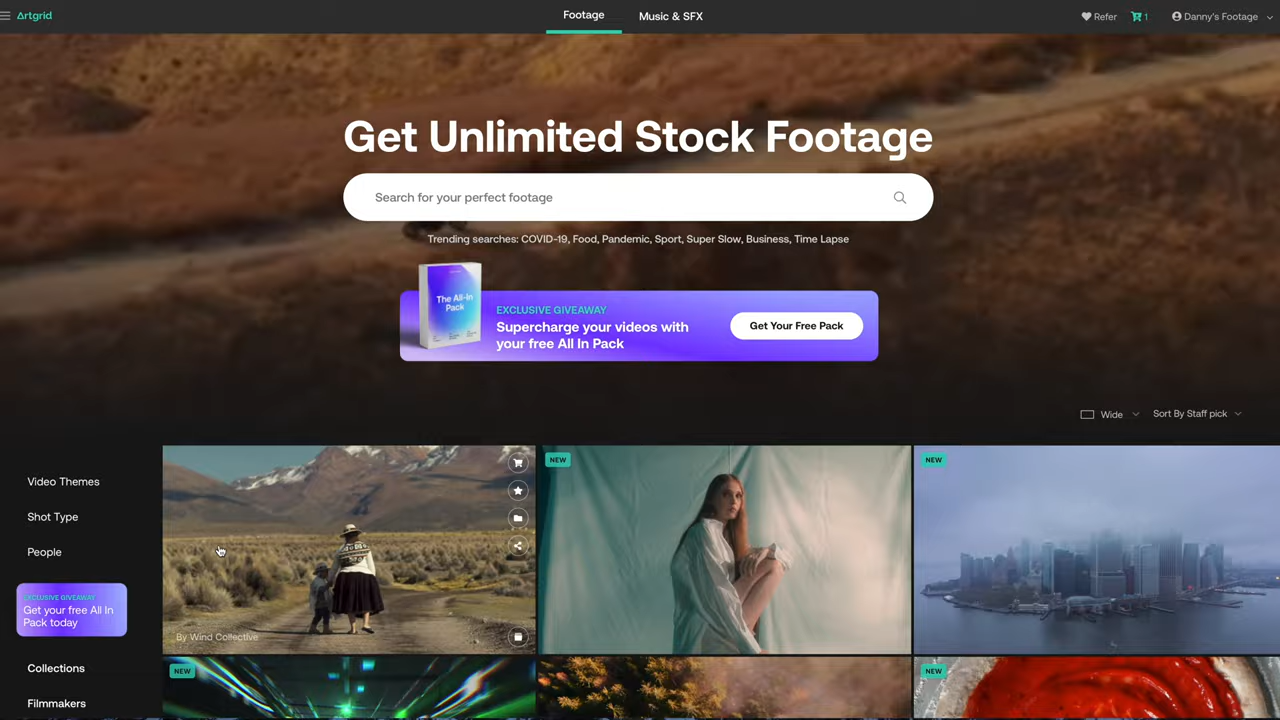 Artgrid
Footage
Music & SFX
Refer
1
Danny's Footage
Get Unlimited Stock Footage
Search for your perfect footage
Trending searches: COVID-19, Food, Pandemic, Sport, Super Slow, Business, Time Lapse
The All-In
Pack
EXCLUSIVE GIVEAWAY
Supercharge your videos with
your free All In Pack
Get Your Free Pack
Wide
Sort By Staff pick
Video Themes
Shot Type
People
EXCLUSIVE GIVEAWAY
Get your free All In
Pack today
Collections
Filmmakers
By Wind Collective
NEW
NEW
NEW
NEW